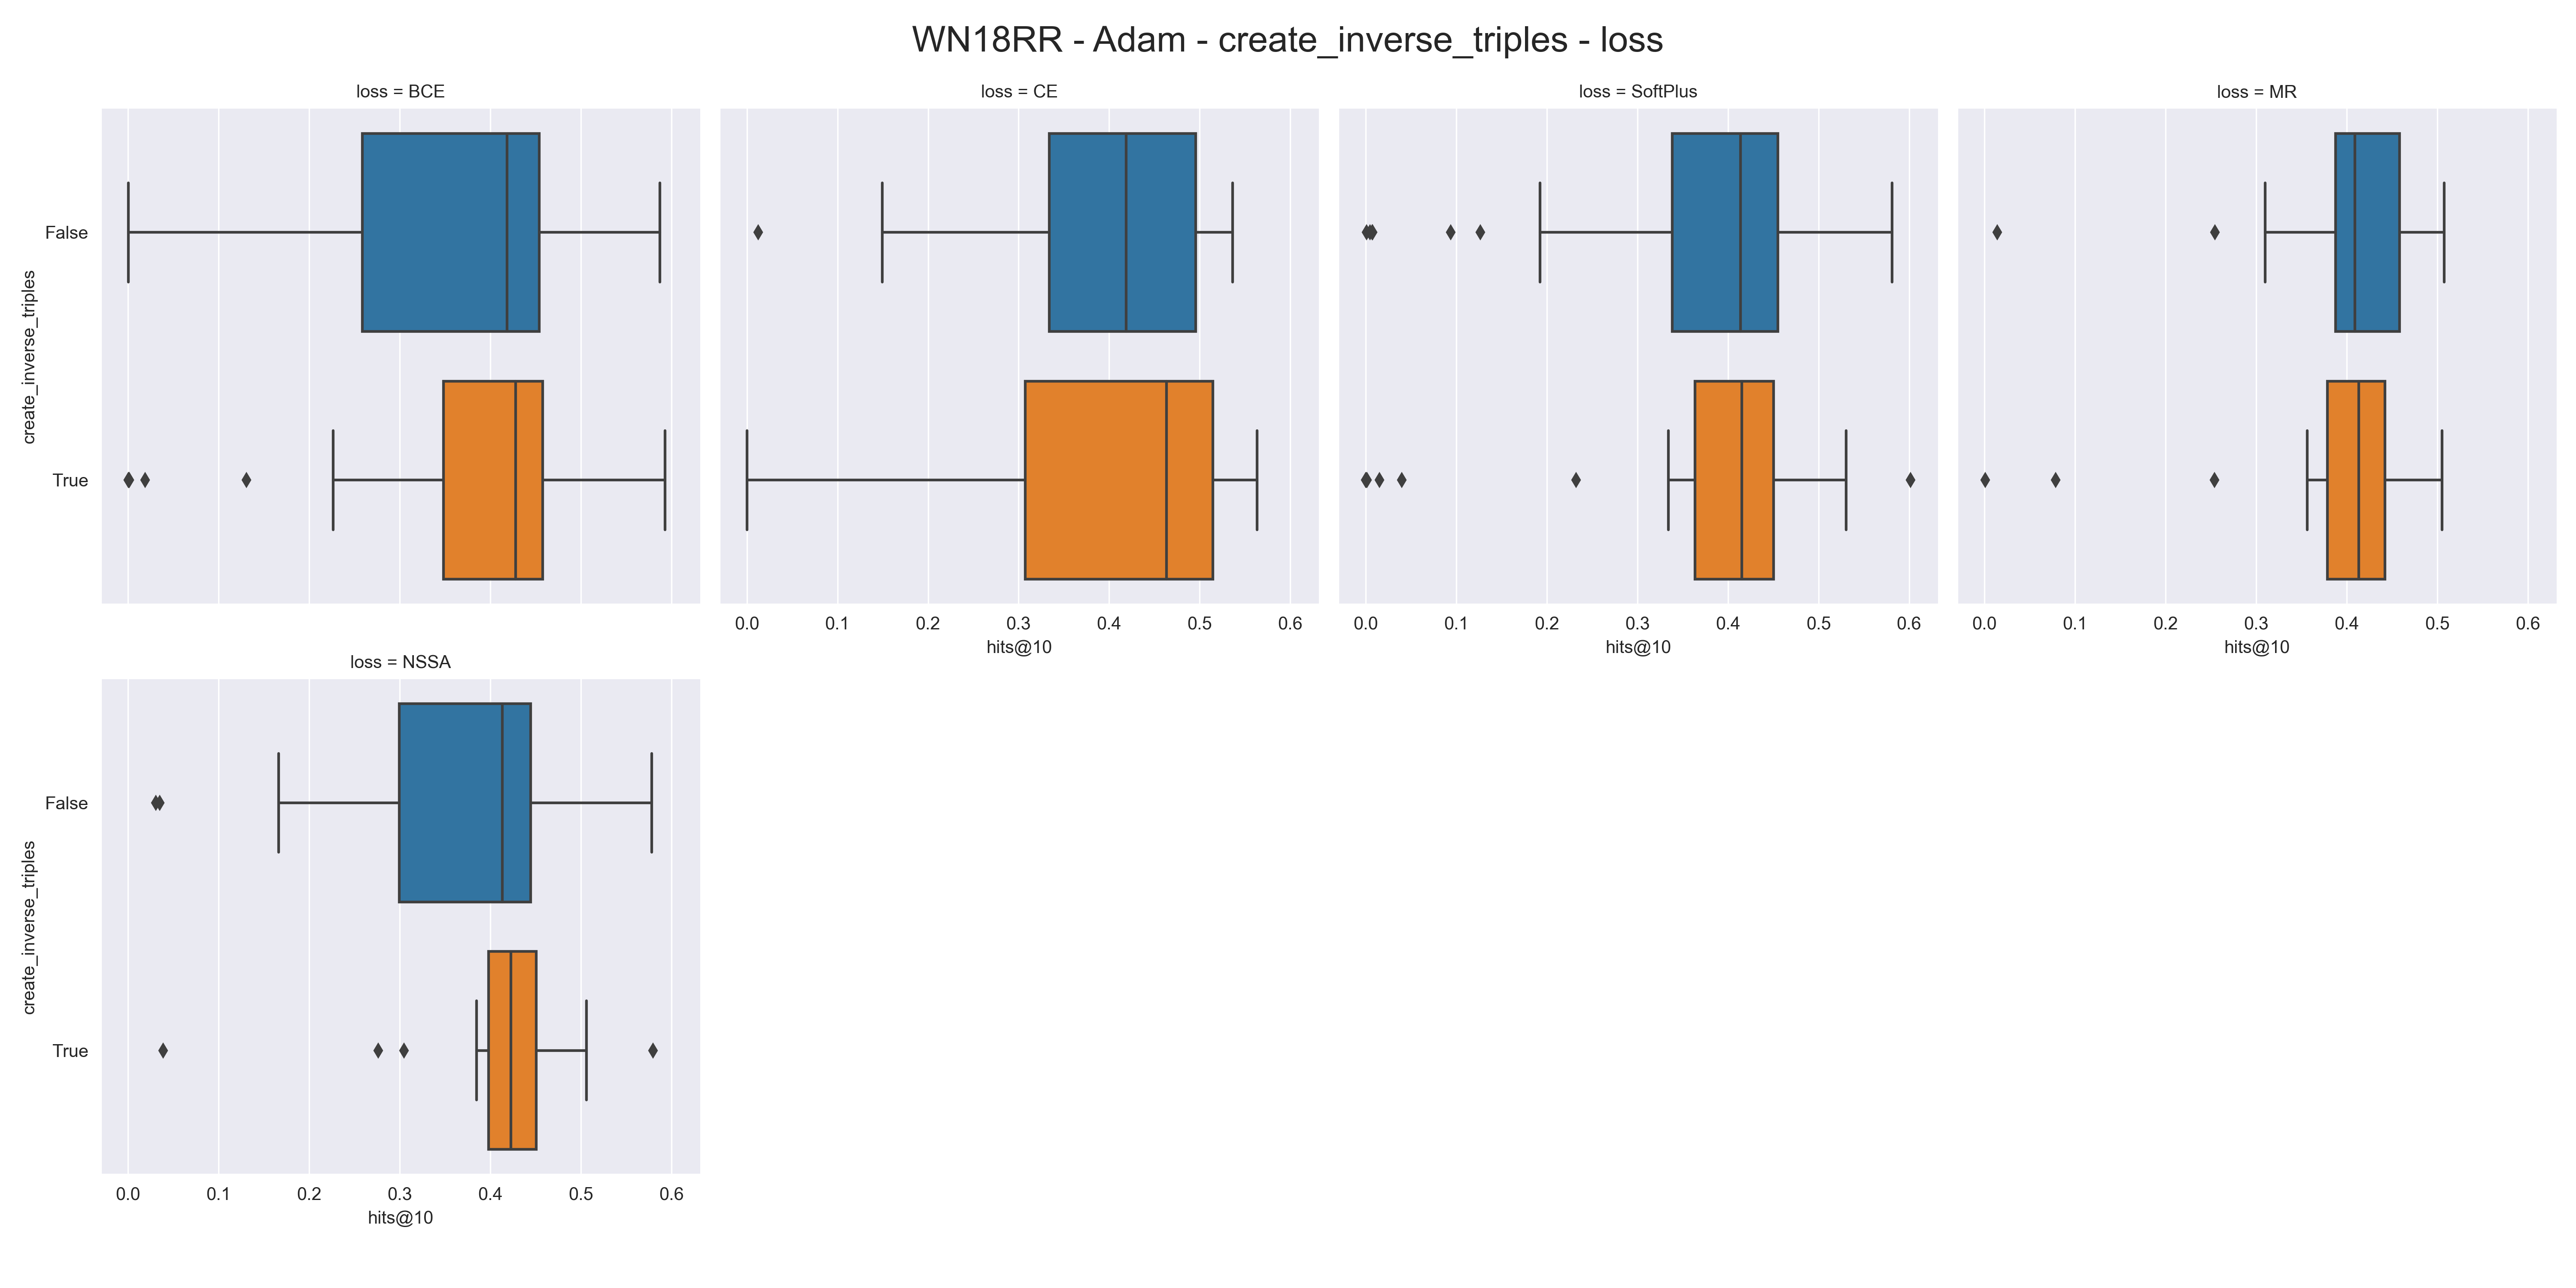 WN18RR - Adam - create_inverse_triples - loss
loss = BCE
loss = CE
loss = SoftPlus
loss = MR
create_inverse_triples
False
True
0.0 0.1 0.2 0.3 0.4 0.5 0.6
hits@10
0.0 0.1 0.2 0.3 0.4 0.5 0.6
hits@10
0.0 0.1 0.2 0.3 0.4 0.5 0.6
hits@10
loss = NSSA
create_inverse_triples
False
True
0.0 0.1 0.2 0.3 0.4 0.5 0.6
hits@10